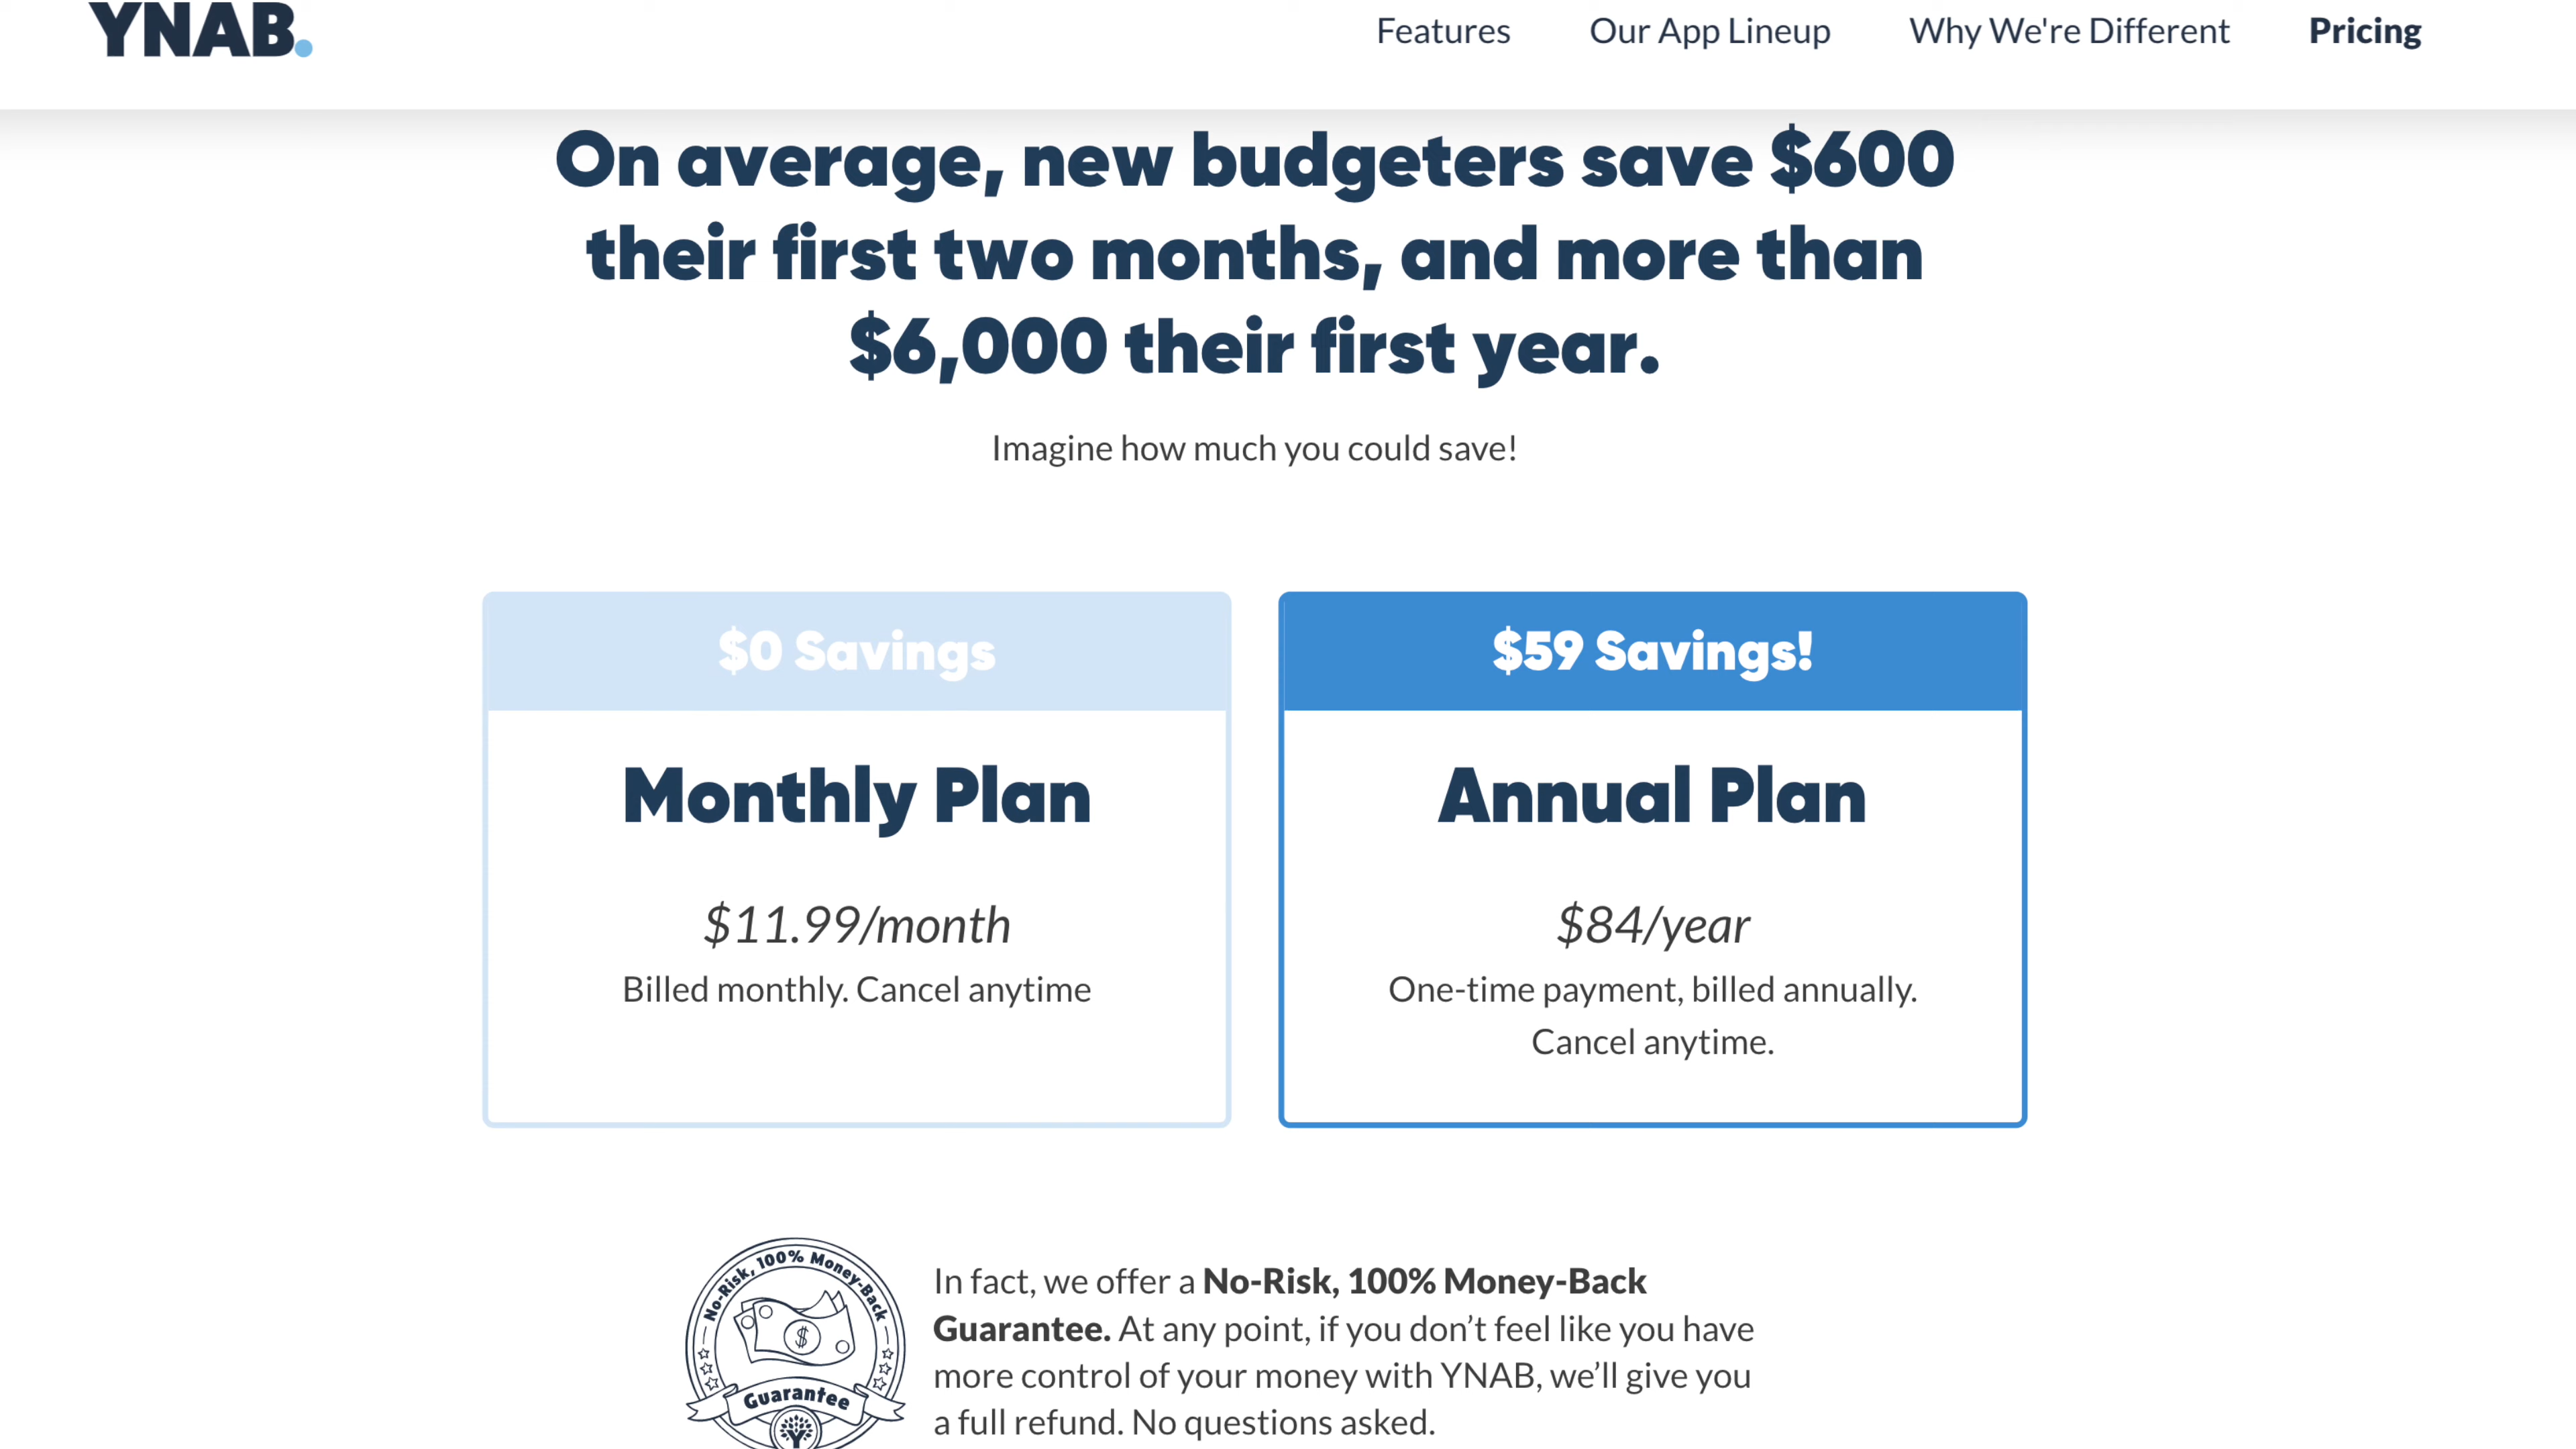 YNAB.
Features Our App Lineup Why We're Different Pricing
On average, new budgeters save $600
their first two months, and more than
$6,000 their first year.
Imagine how much you could save!
$0 Savings
Monthly Plan
$11.99/month
Billed monthly. Cancel anytime
$59 Savings!
Annual Plan
$84/year
One-time payment, billed annually.
Cancel anytime.
No-Risk, 100% Money-Back
$
Guarantee
In fact, we offer a No-Risk, 100% Money-Back
Guarantee. At any point, if you don’t feel like you have
more control of your money with YNAB, we’ll give you
a full refund. No questions asked.